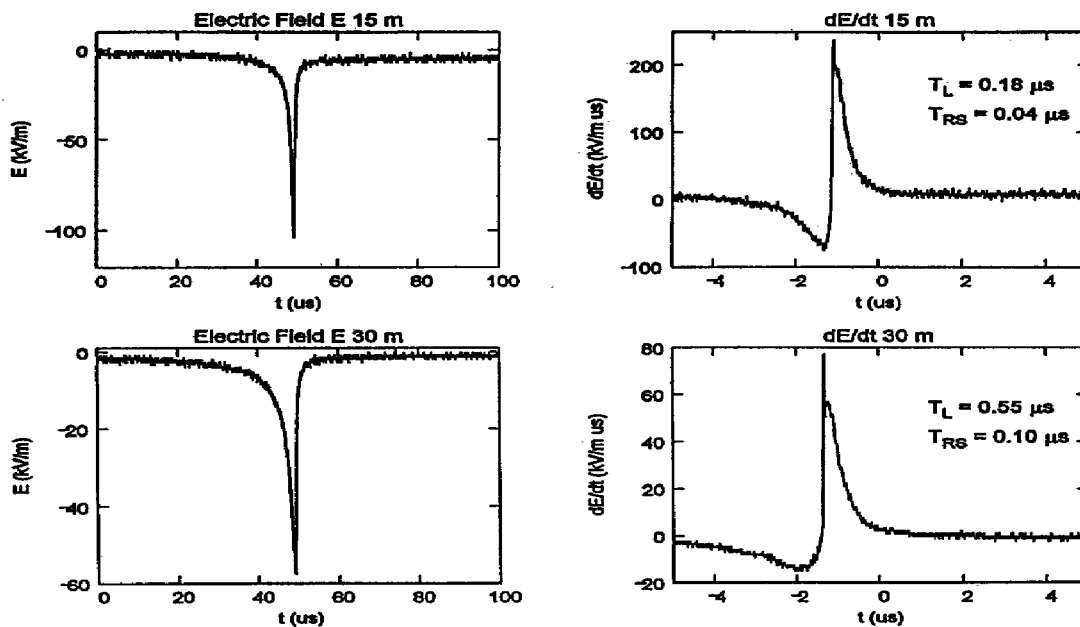 Electric Field E 15 m
0
-50
-100
E (kV/m)
0 20 40 60 80 100
t (us)
dE/dt 15 m
200
100
0
-100
dE/dt (kV/m us)
T_L = 0.18 µs
T_RS = 0.04 µs
-4 -2 0 2 4
t (us)
Electric Field E 30 m
0
-20
-40
-60
E (kV/m)
0 20 40 60 80 100
t (us)
dE/dt 30 m
80
60
40
20
0
-20
dE/dt (kV/m us)
T_L = 0.55 µs
T_RS = 0.10 µs
-4 -2 0 2 4
t (us)